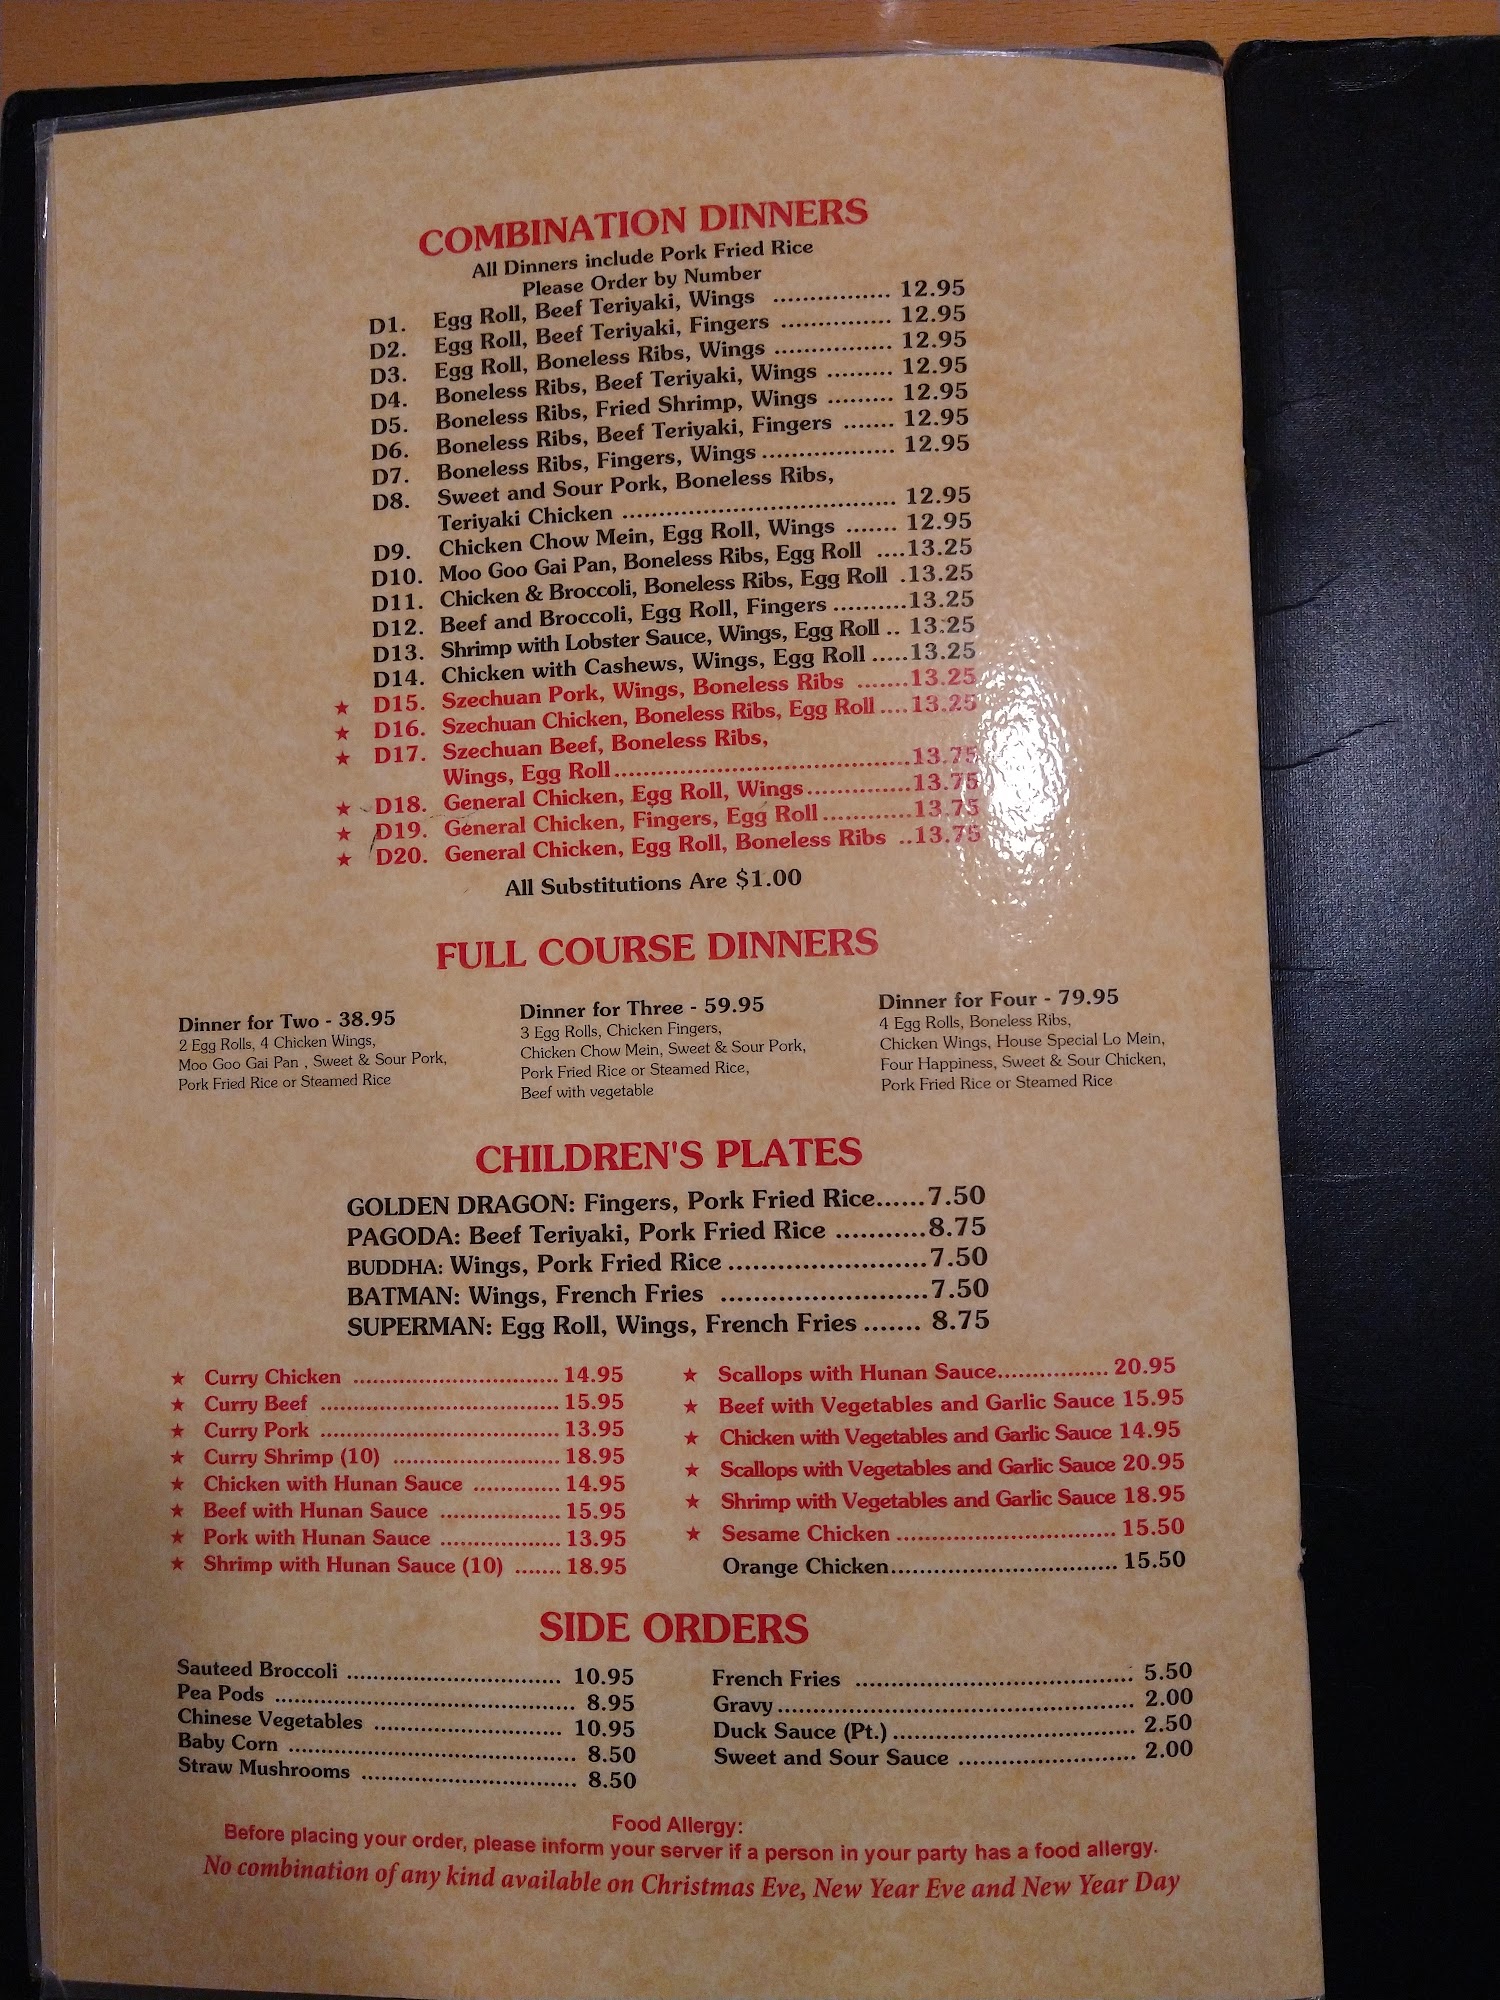 COMBINATION DINNERS
All Dinners include Pork Fried Rice
Please Order by Number
D1. Egg Roll, Beef Teriyaki, Wings ................ 12.95
D2. Egg Roll, Beef Teriyaki, Fingers ............... 12.95
D3. Egg Roll, Boneless Ribs, Wings ................ 12.95
D4. Boneless Ribs, Beef Teriyaki, Wings ......... 12.95
D5. Boneless Ribs, Fried Shrimp, Wings ......... 12.95
D6. Boneless Ribs, Beef Teriyaki, Fingers ....... 12.95
D7. Boneless Ribs, Fingers, Wings .................. 12.95
D8. Sweet and Sour Pork, Boneless Ribs,
Teriyaki Chicken ..................................... 12.95
D9. Chicken Chow Mein, Egg Roll, Wings ....... 12.95
D10. Moo Goo Gai Pan, Boneless Ribs, Egg Roll ....13.25
D11. Chicken & Broccoli, Boneless Ribs, Egg Roll .13.25
D12. Beef and Broccoli, Egg Roll, Fingers ..........13.25
D13. Shrimp with Lobster Sauce, Wings, Egg Roll .. 13.25
D14. Chicken with Cashews, Wings, Egg Roll .....13.25
★ D15. Szechuan Pork, Wings, Boneless Ribs .......13.25
★ D16. Szechuan Chicken, Boneless Ribs, Egg Roll ....13.25
★ D17. Szechuan Beef, Boneless Ribs,
Wings, Egg Roll........................................13.75
★ D18. General Chicken, Egg Roll, Wings..............13.75
★ D19. General Chicken, Fingers, Egg Roll ............13.75
★ D20. General Chicken, Egg Roll, Boneless Ribs ..13.75
All Substitutions Are $1.00
FULL COURSE DINNERS
Dinner for Two - 38.95
2 Egg Rolls, 4 Chicken Wings,
Moo Goo Gai Pan , Sweet & Sour Pork,
Pork Fried Rice or Steamed Rice
Dinner for Three - 59.95
3 Egg Rolls, Chicken Fingers,
Chicken Chow Mein, Sweet & Sour Pork,
Pork Fried Rice or Steamed Rice,
Beef with vegetable
Dinner for Four - 79.95
4 Egg Rolls, Boneless Ribs,
Chicken Wings, House Special Lo Mein,
Four Happiness, Sweet & Sour Chicken,
Pork Fried Rice or Steamed Rice
CHILDREN'S PLATES
GOLDEN DRAGON: Fingers, Pork Fried Rice......7.50
PAGODA: Beef Teriyaki, Pork Fried Rice ...........8.75
BUDDHA: Wings, Pork Fried Rice ........................7.50
BATMAN: Wings, French Fries .........................7.50
SUPERMAN: Egg Roll, Wings, French Fries ....... 8.75
★ Curry Chicken ............................... 14.95
★ Curry Beef .................................... 15.95
★ Curry Pork .................................... 13.95
★ Curry Shrimp (10) ......................... 18.95
★ Chicken with Hunan Sauce ............. 14.95
★ Beef with Hunan Sauce .................. 15.95
★ Pork with Hunan Sauce .................. 13.95
★ Shrimp with Hunan Sauce (10) ....... 18.95
★ Scallops with Hunan Sauce................ 20.95
★ Beef with Vegetables and Garlic Sauce 15.95
★ Chicken with Vegetables and Garlic Sauce 14.95
★ Scallops with Vegetables and Garlic Sauce 20.95
★ Shrimp with Vegetables and Garlic Sauce 18.95
★ Sesame Chicken ................................. 15.50
Orange Chicken.................................. 15.50
SIDE ORDERS
Sauteed Broccoli ................................ 10.95
Pea Pods ............................................. 8.95
Chinese Vegetables ............................ 10.95
Baby Corn ........................................... 8.50
Straw Mushrooms ................................ 8.50
French Fries .......................................... 5.50
Gravy..................................................... 2.00
Duck Sauce (Pt.) .................................... 2.50
Sweet and Sour Sauce .......................... 2.00
Food Allergy:
Before placing your order, please inform your server if a person in your party has a food allergy.
No combination of any kind available on Christmas Eve, New Year Eve and New Year Day